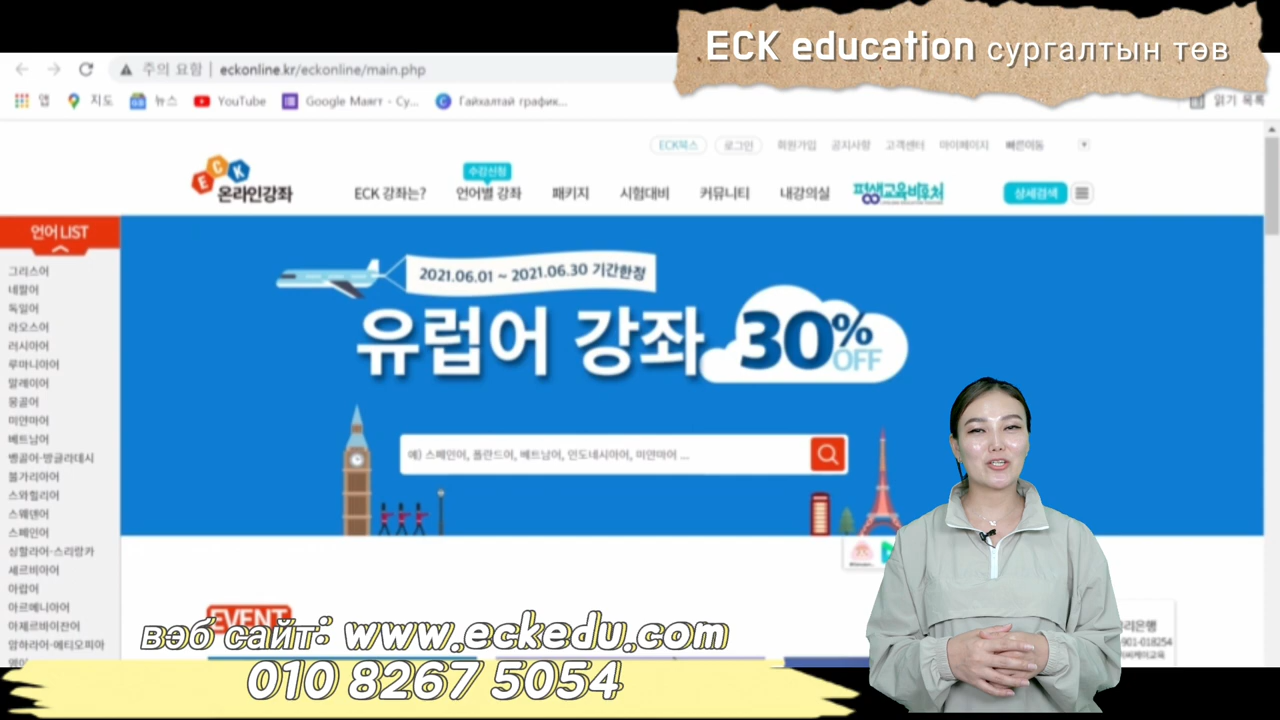 ECK education сургалтын төв
주의 요함 | eckonline.kr/eckonline/main.php
앱 지도 뉴스 YouTube Google Маягт - Су... Гайхалтай график... 읽기 목록
ECK북스 로그인 회원가입 공지사항 고객센터 마이페이지 빠른이동
수강신청
ECK 온라인강좌 ECK 강좌는? 언어별 강좌 패키지 시험대비 커뮤니티 내강의실 평생교육바우처 상세검색
언어 LIST
2021.06.01 ~ 2021.06.30 기간한정
유럽어 강좌 30% OFF
예) 스페인어, 폴란드어, 베트남어, 인도네시아어, 미얀마어 ...
그리스어
네팔어
독일어
라오스어
러시아어
루마니아어
말레이어
몽골어
미얀마어
베트남어
벵골어-방글라데시
불가리아어
스와힐리어
스웨덴어
스페인어
싱할라어-스리랑카
세르비아어
아랍어
아르메니아어
아제르바이잔어
암하라어-에티오피아
EVENT
-901-018254
вэб сайт: www.eckedu.com
010 8267 5054